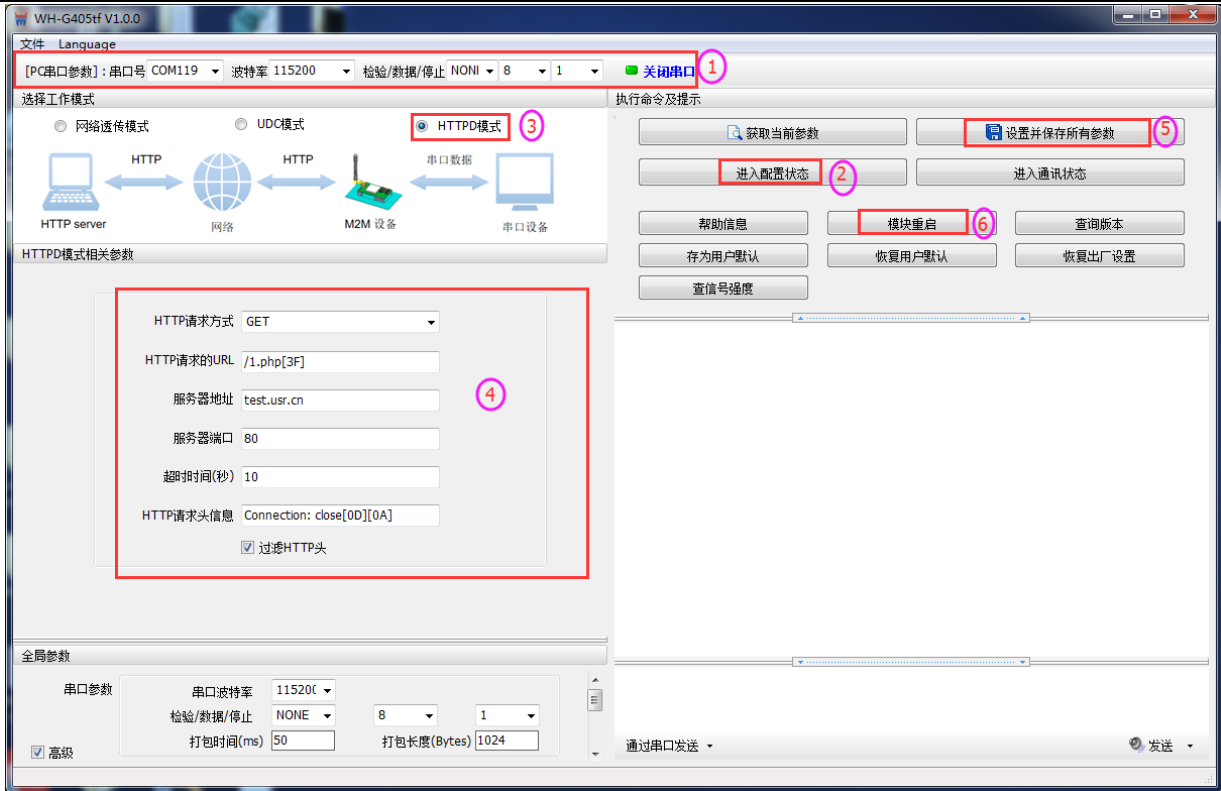 WH-G405tf V1.0.0
文件 Language
[PC串口参数]：串口号 COM119 波特率 115200 检验/数据/停止 NONI 8 1 关闭串口 1
选择工作模式
网络透传模式 UDC模式 HTTPD模式 3
HTTP HTTP 串口数据
HTTP server 网络 M2M 设备 串口设备
HTTPD模式相关参数
HTTP请求方式 GET
HTTP请求的URL /1.php[3F]
服务器地址 test.usr.cn
4
服务器端口 80
超时时间(秒) 10
HTTP请求头信息 Connection: close[0D][0A]
过滤HTTP头
全局参数
串口参数 串口波特率 115200
检验/数据/停止 NONE 8 1
打包时间(ms) 50 打包长度(Bytes) 1024
高级
执行命令及提示
获取当前参数 设置并保存所有参数 5
进入配置状态 2 进入通讯状态
帮助信息 模块重启 6 查询版本
存为用户默认 恢复用户默认 恢复出厂设置
查信号强度
通过串口发送 发送